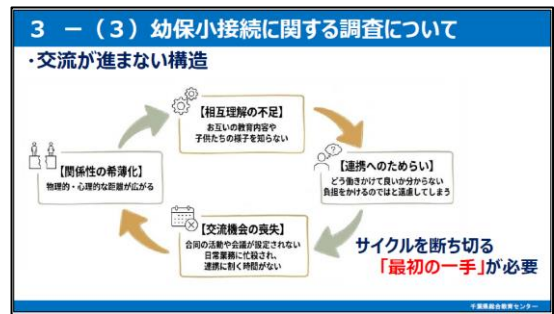 3 －（3）幼保小接続に関する調査について
・交流が進まない構造
【相互理解の不足】
お互いの教育内容や
子供たちの様子を知らない
【連携へのためらい】
どう働きかけて良いか分からない
負担をかけるのではと遠慮してしまう
【交流機会の喪失】
合同の活動や会議が設定されない
日常業務に忙殺され、
連携に割く時間がない
【関係性の希薄化】
物理的・心理的な距離が広がる
サイクルを断ち切る
「最初の一手」が必要
千葉県総合教育センター